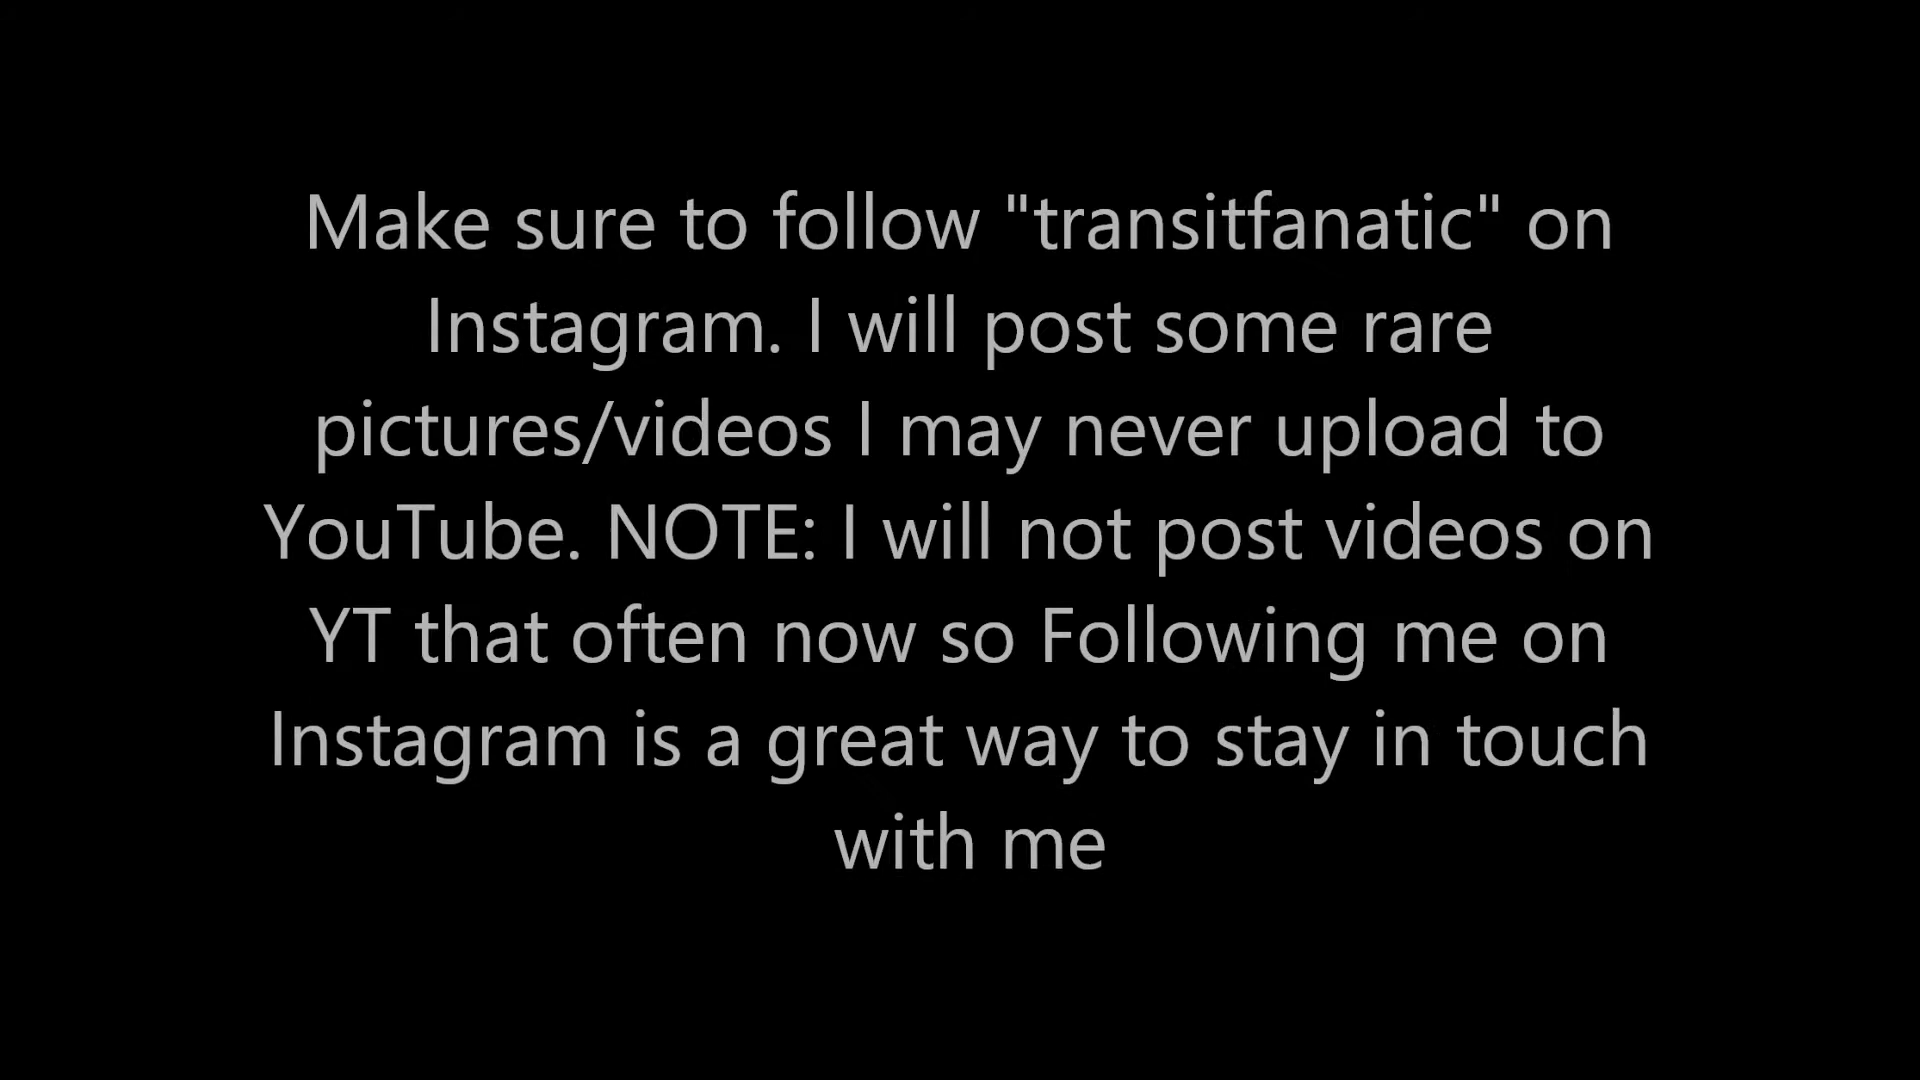 Make sure to follow "transitfanatic" on
Instagram. I will post some rare
pictures/videos I may never upload to
YouTube. NOTE: I will not post videos on
YT that often now so Following me on
Instagram is a great way to stay in touch
with me